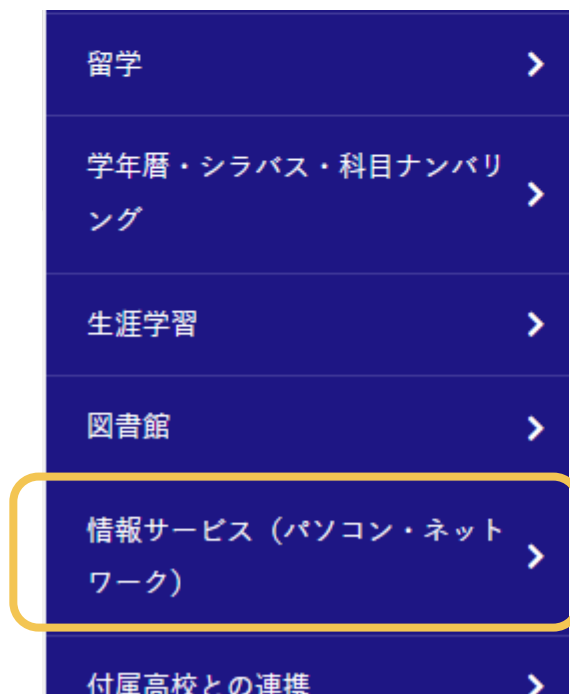 留学
学年暦・シラバス・科目ナンバリ
ング
生涯学習
図書館
情報サービス（パソコン・ネット
ワーク）
付属高校との連携